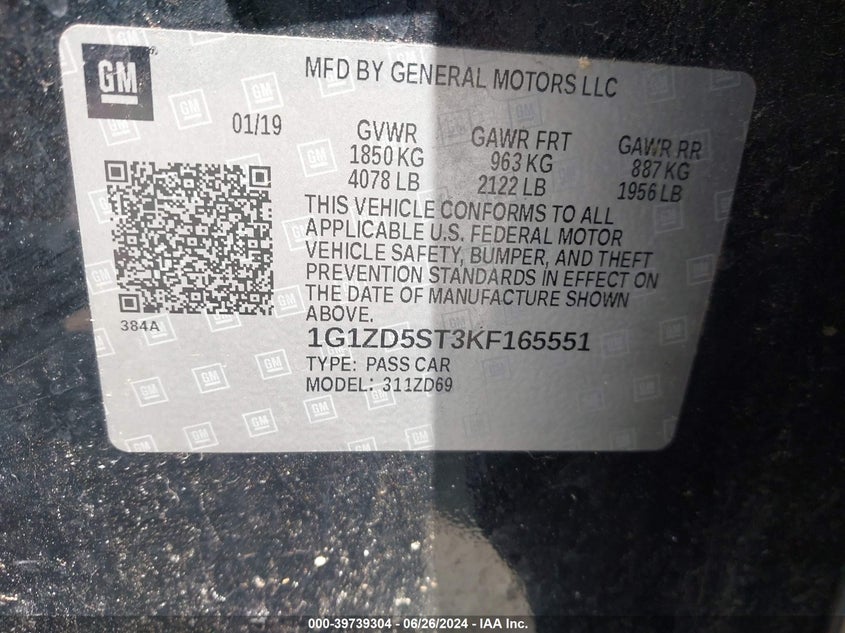 GM
MFD BY GENERAL MOTORS LLC
01/19
GVWR
1850 KG
4078 LB
GAWR FRT
963 KG
2122 LB
GAWR RR
887 KG
1956 LB
THIS VEHICLE CONFORMS TO ALL
APPLICABLE U.S. FEDERAL MOTOR
VEHICLE SAFETY, BUMPER, AND THEFT
PREVENTION STANDARDS IN EFFECT ON
THE DATE OF MANUFACTURE SHOWN
ABOVE.
384A
1G1ZD5ST3KF165551
TYPE: PASS CAR
MODEL: 311ZD69
000-39739304 / 06/26/2024 / IAA Inc.